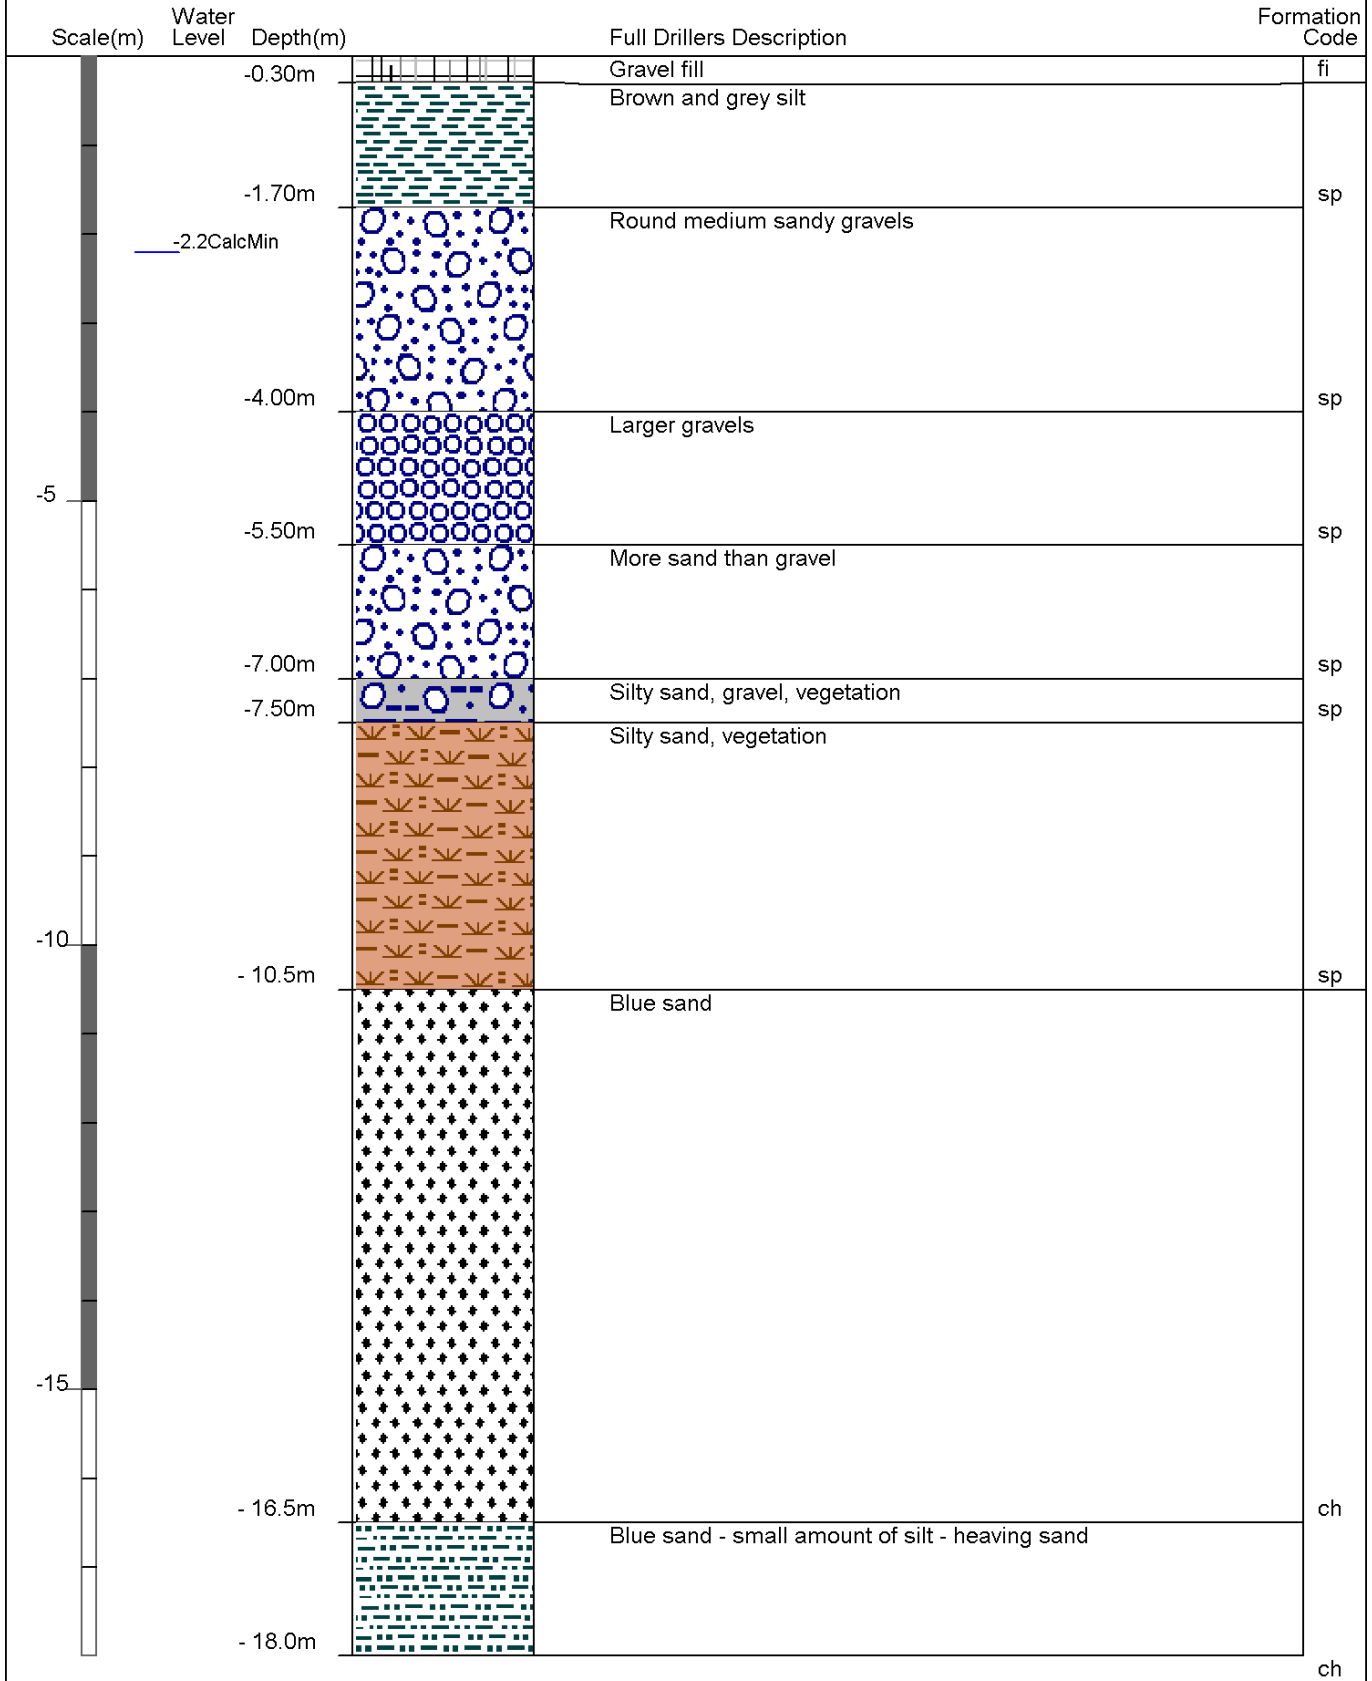 Scale(m) Water Level Depth(m) Full Drillers Description Formation Code
-0.30m Gravel fill fi
Brown and grey silt
-1.70m sp
Round medium sandy gravels
-2.2CalcMin
-4.00m sp
Larger gravels
-5
-5.50m sp
More sand than gravel
-7.00m sp
Silty sand, gravel, vegetation
-7.50m sp
Silty sand, vegetation
-10
- 10.5m sp
Blue sand
-15
- 16.5m ch
Blue sand - small amount of silt - heaving sand
- 18.0m
ch